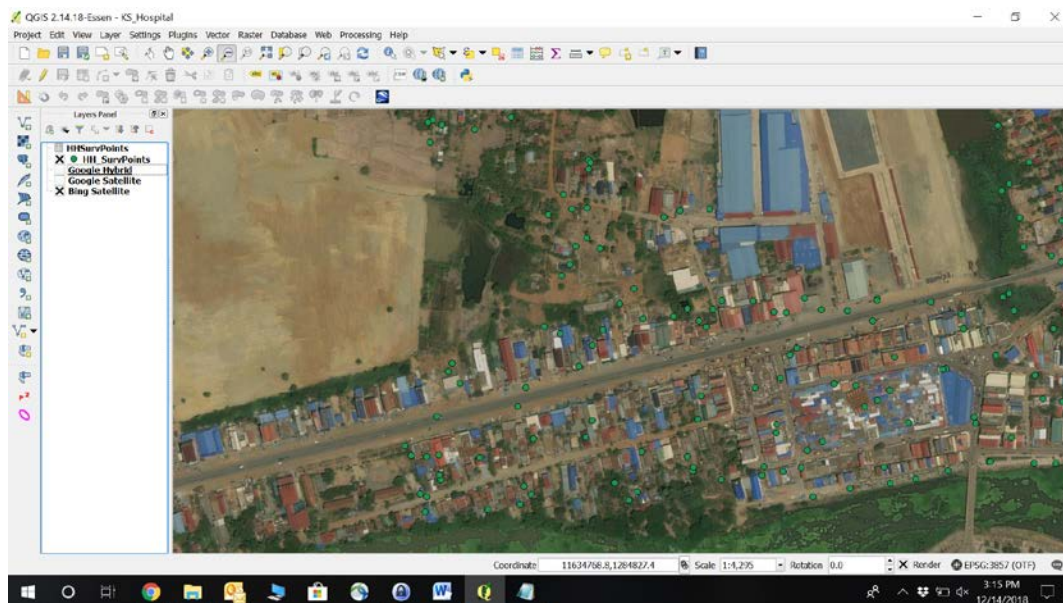 QGIS 2.14.18-Essen - KS_Hospital
Project Edit View Layer Settings Plugins Vector Raster Database Web Processing Help
Layers Panel
HHSurvPoints
HH_SurvPoints
Google Hybrid
Google Satellite
Bing Satellite
Coordinate 11634768.8,1284827.4 Scale 1:4,295 Rotation 0.0 Render EPSG:3857 (OTF)
3:15 PM
12/14/2018